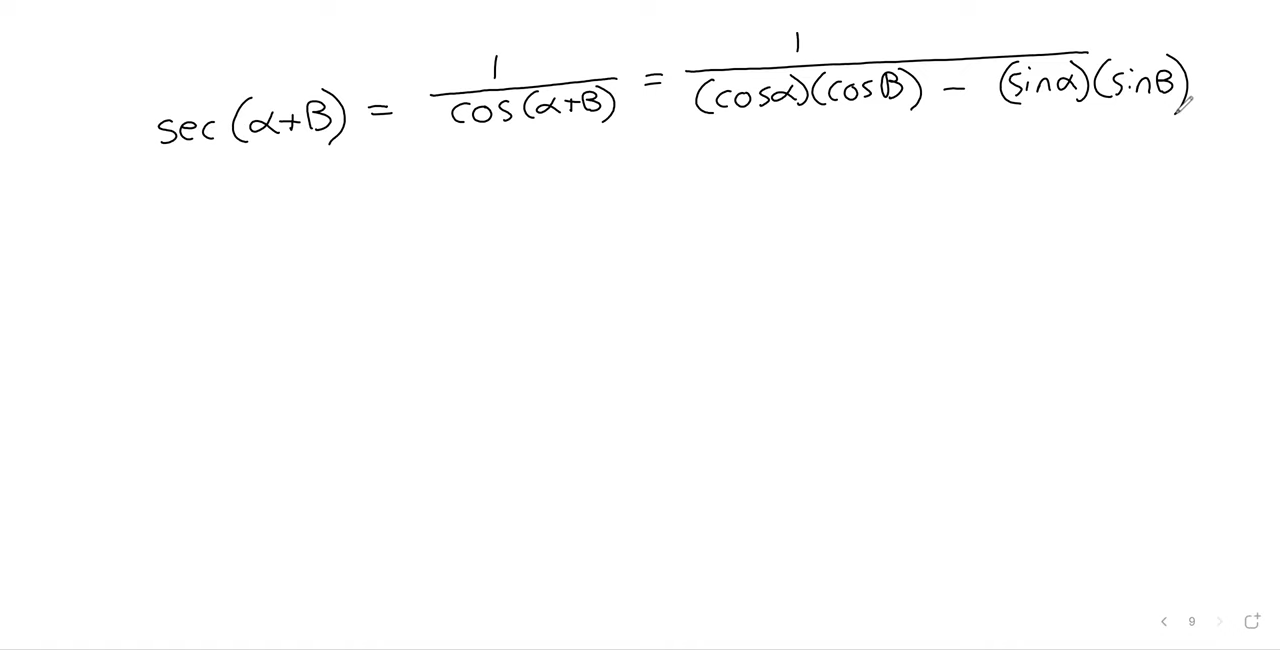 sec(α+B) = 1/cos(α+B) = 1/(cosα)(cosB) - (sinα)(sinB)
9